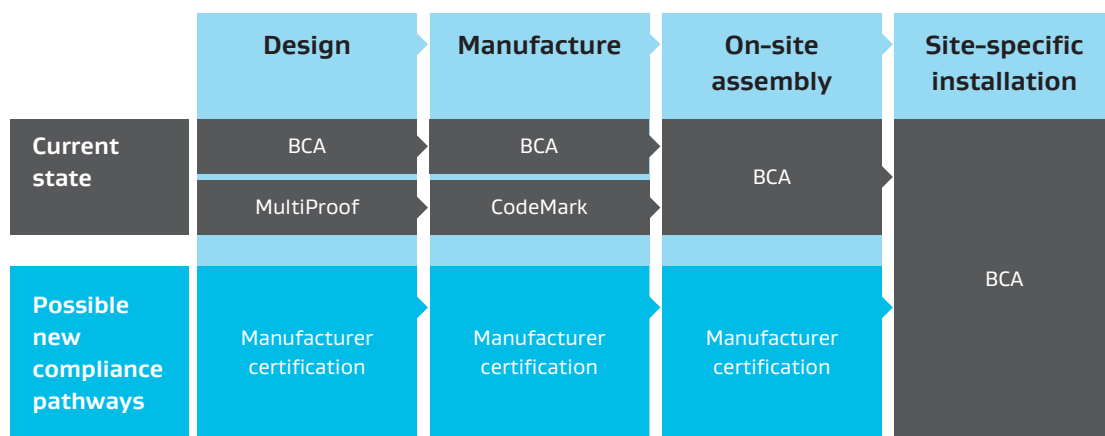 Design
Manufacture
On-site
assembly
Site-specific
installation
Current
state
BCA
BCA
BCA
MultiProof
CodeMark
BCA
Possible
new
compliance
pathways
Manufacturer
certification
Manufacturer
certification
Manufacturer
certification